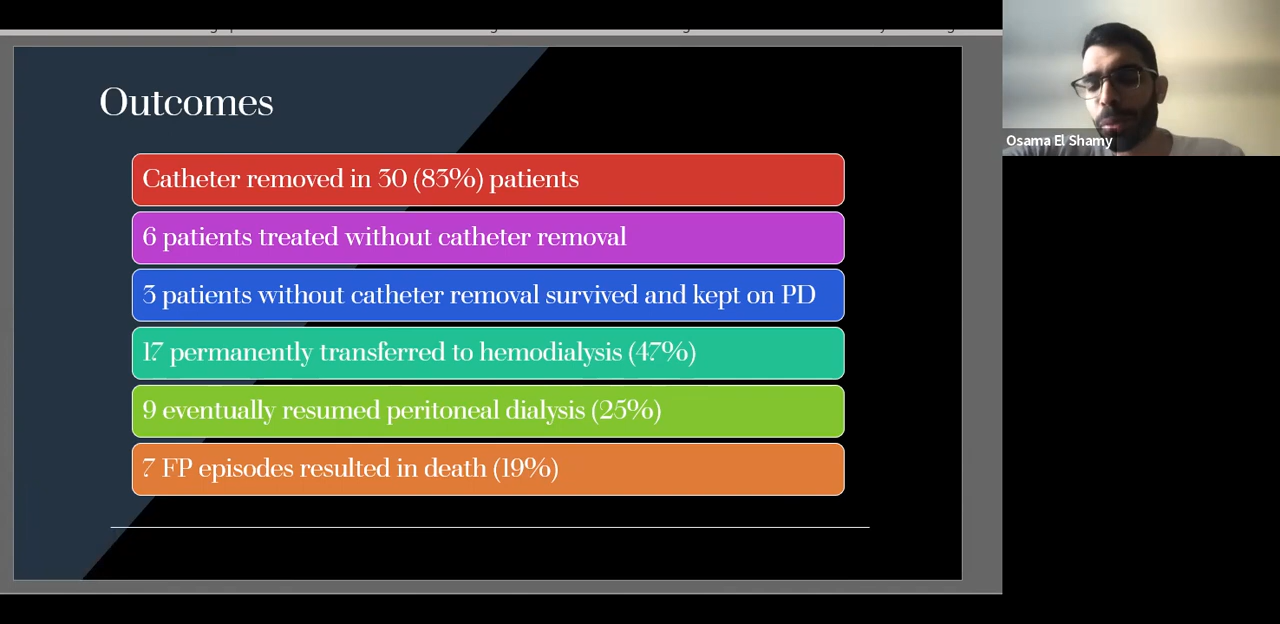 Outcomes
Catheter removed in 30 (83%) patients
6 patients treated without catheter removal
3 patients without catheter removal survived and kept on PD
17 permanently transferred to hemodialysis (47%)
9 eventually resumed peritoneal dialysis (25%)
7 FP episodes resulted in death (19%)
Osama El Shamy